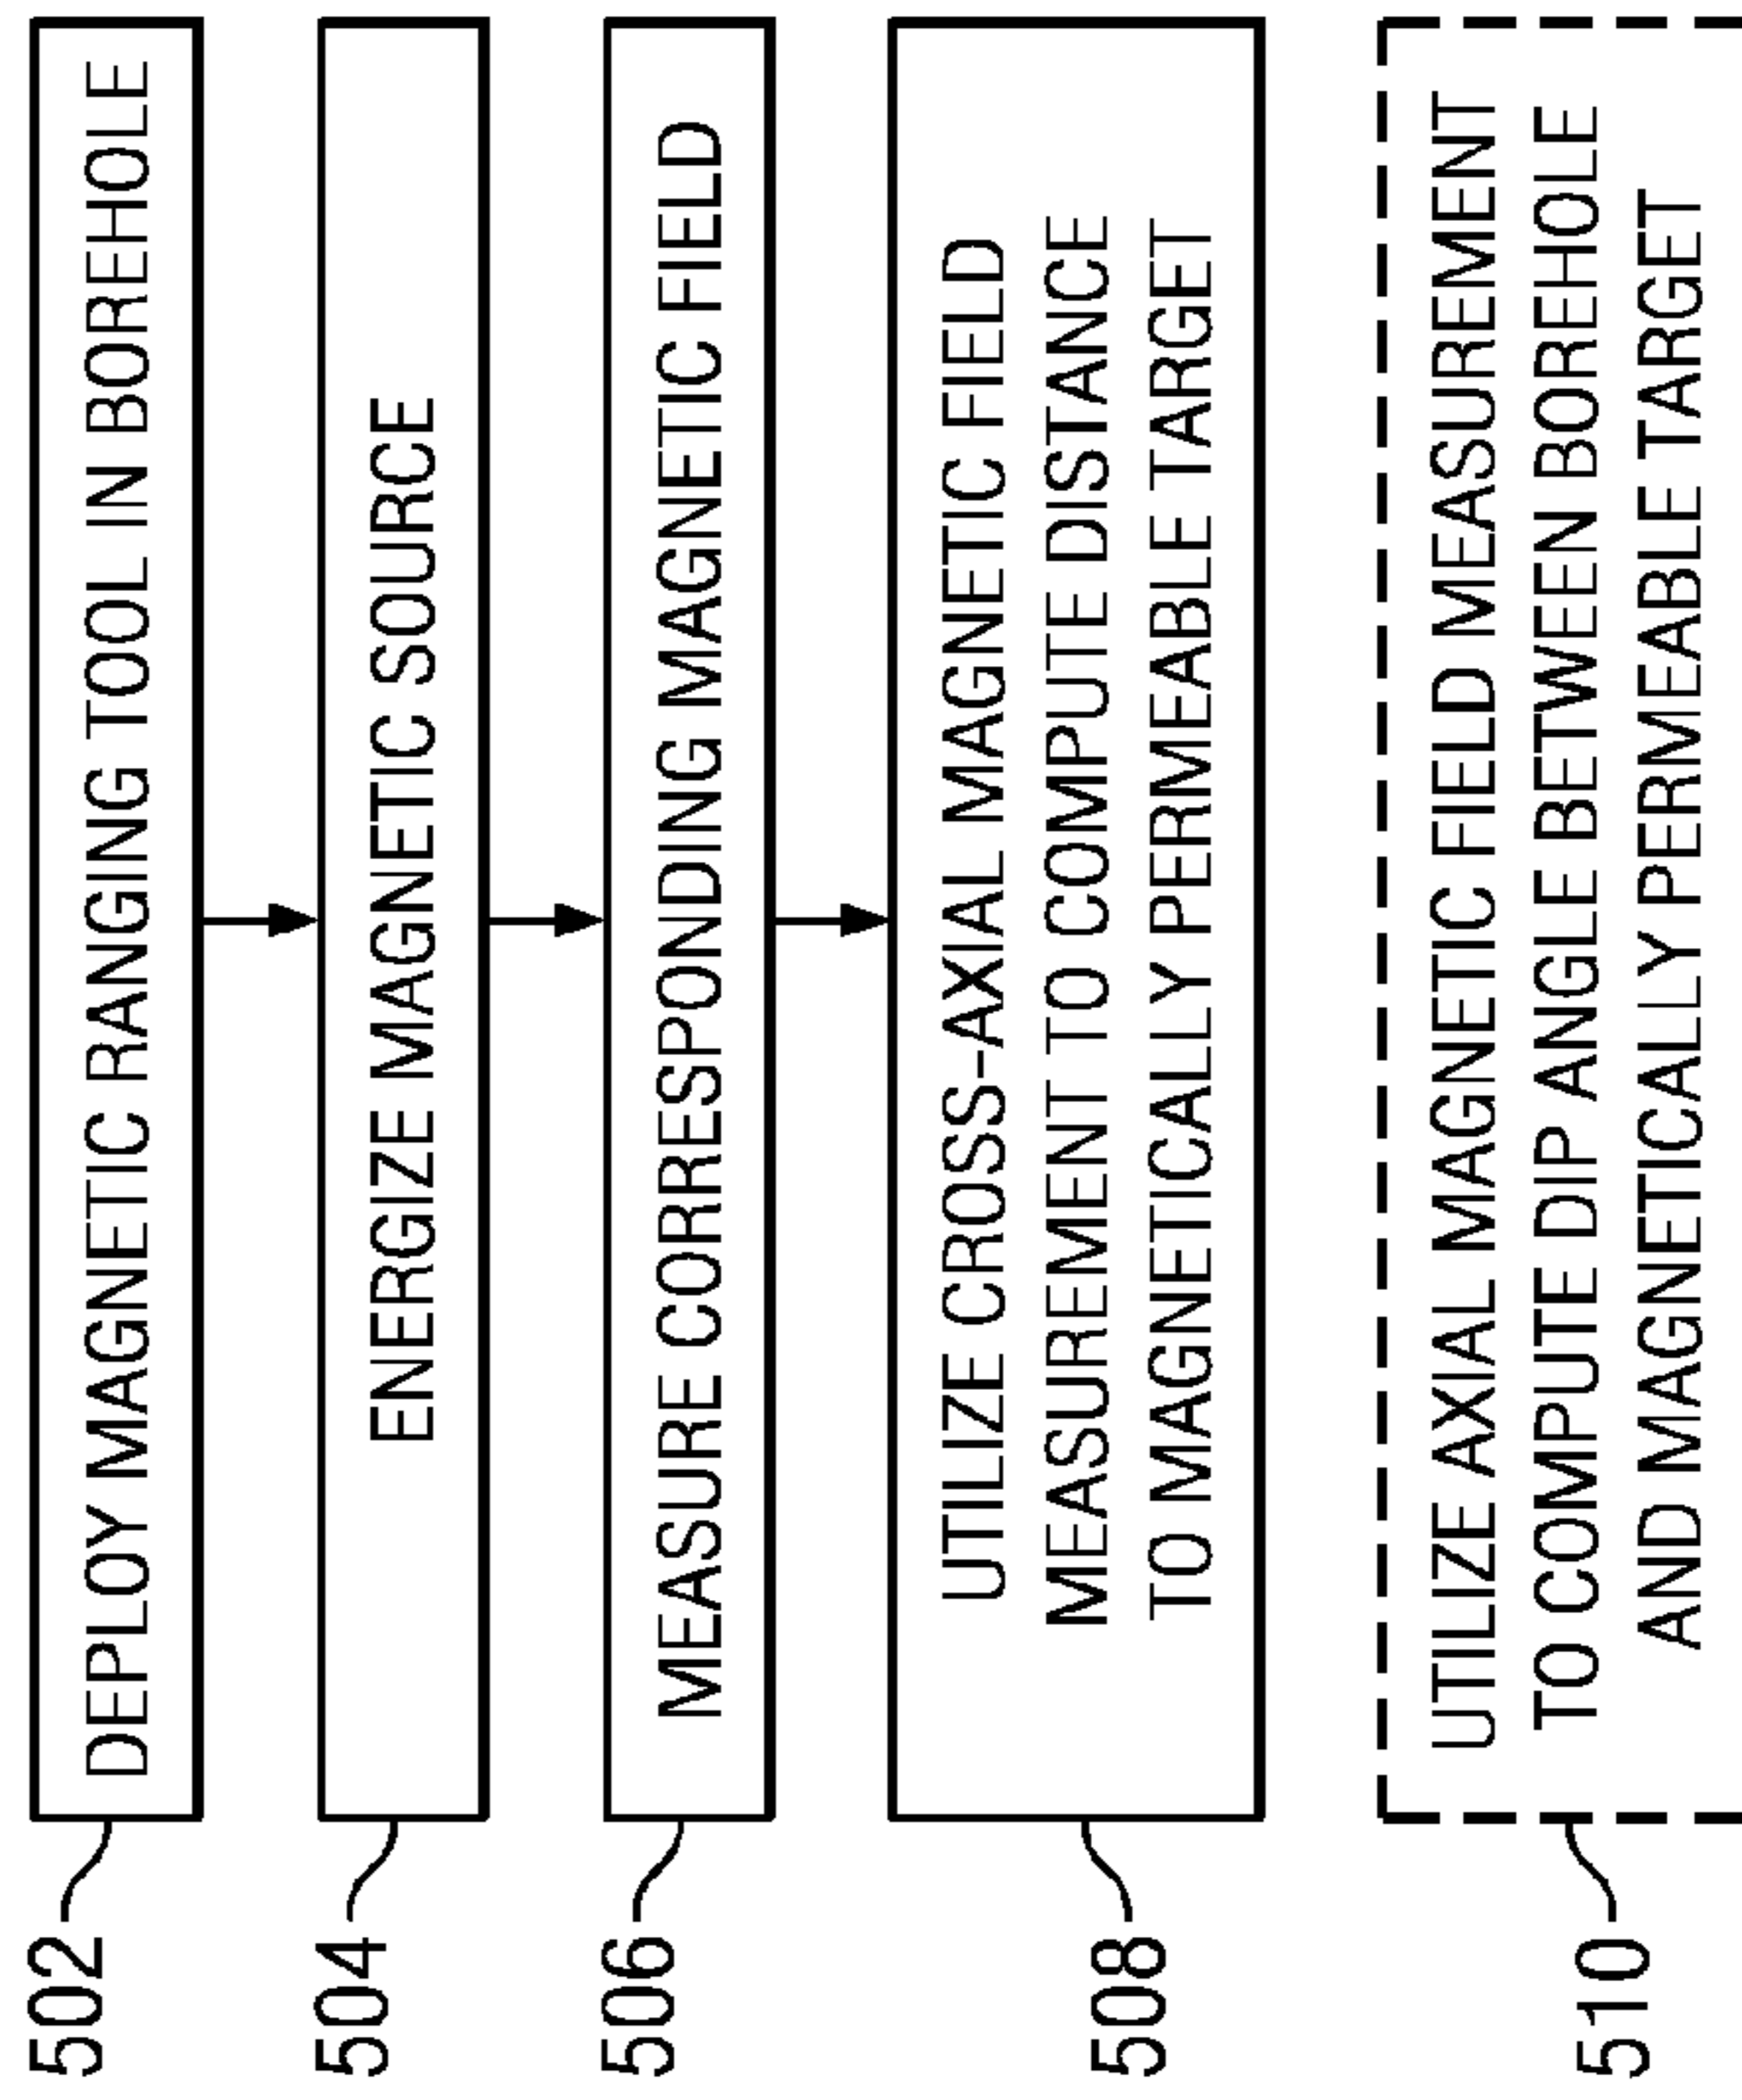 502
DEPLOY MAGNETIC RANGING TOOL IN BOREHOLE
504
ENERGIZE MAGNETIC SOURCE
506
MEASURE CORRESPONDING MAGNETIC FIELD
508
UTILIZE CROSS-AXIAL MAGNETIC FIELD
MEASUREMENT TO COMPUTE DISTANCE
TO MAGNETICALLY PERMEABLE TARGET
510
UTILIZE AXIAL MAGNETIC FIELD MEASUREMENT
TO COMPUTE DIP ANGLE BETWEEN BOREHOLE
AND MAGNETICALLY PERMEABLE TARGET